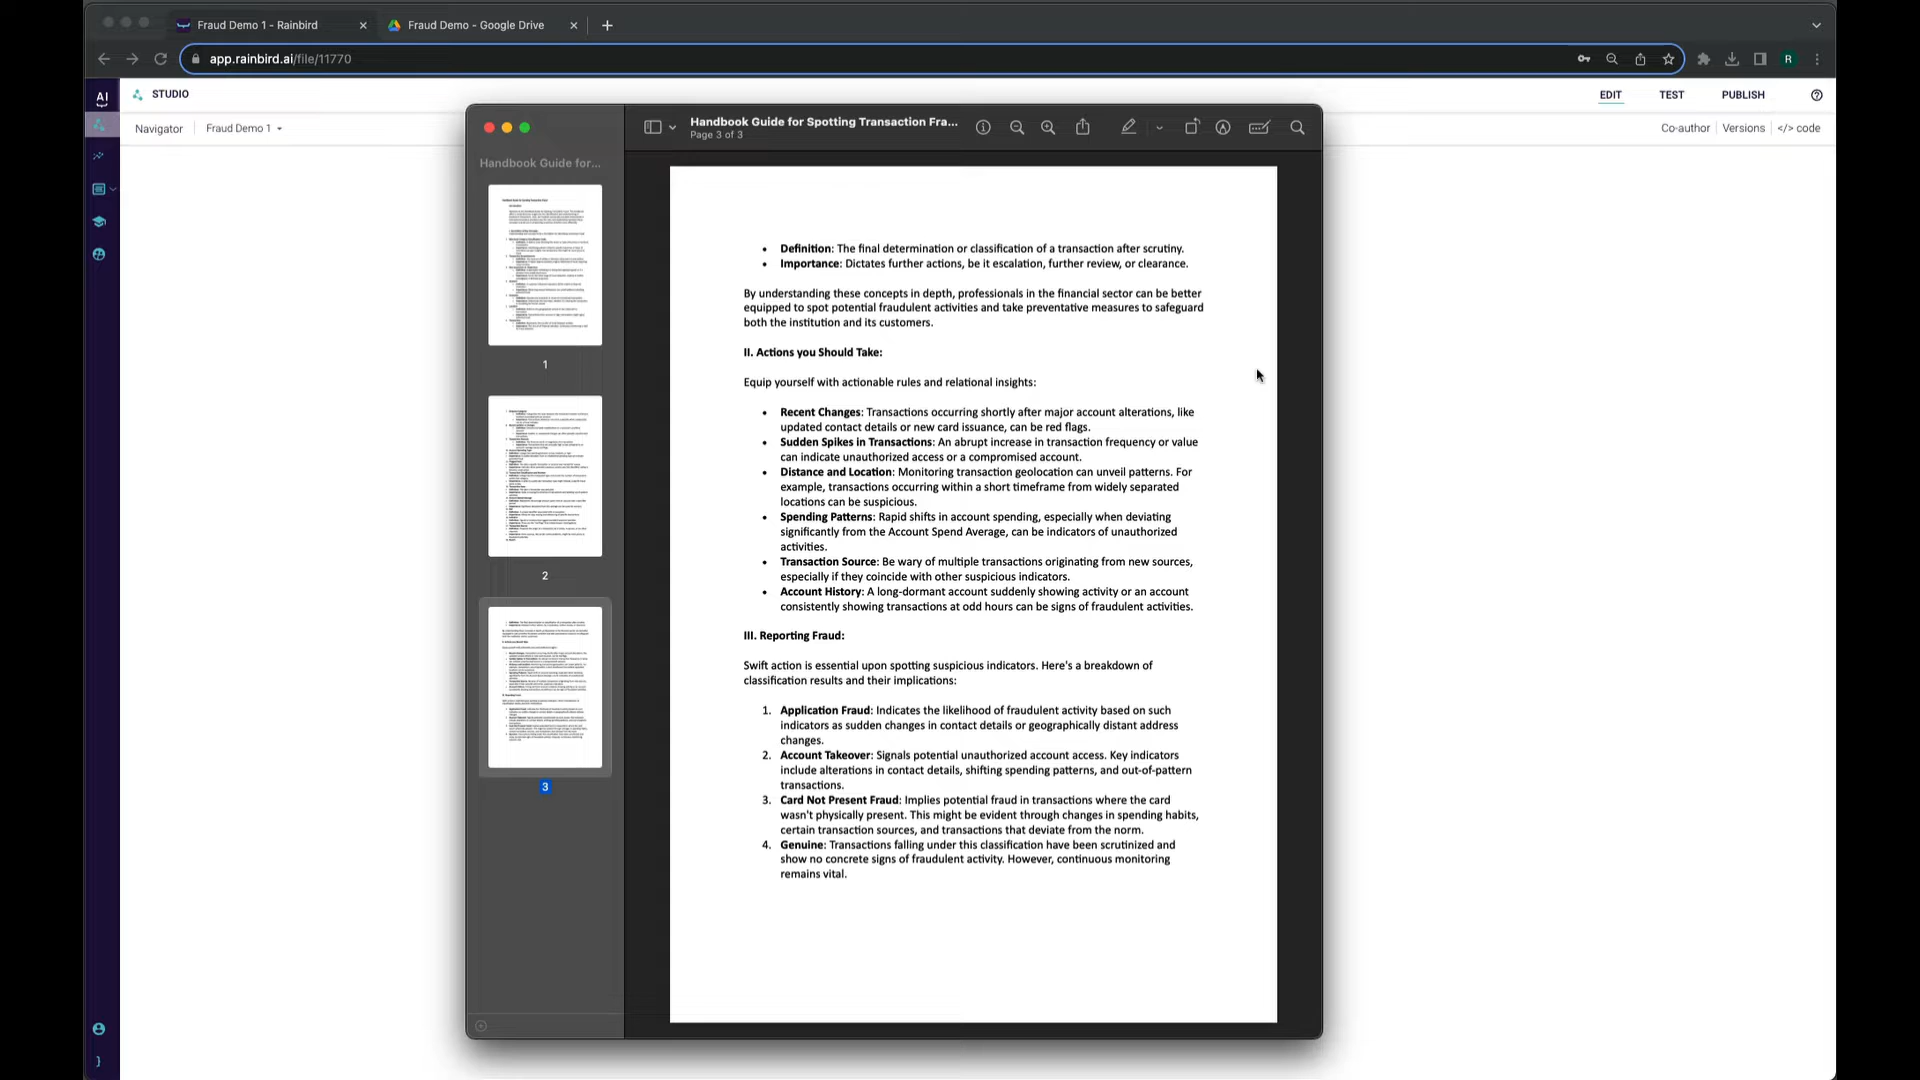 Fraud Demo 1 - Rainbird
Fraud Demo - Google Drive
app.rainbird.ai/file/11770
R
AI
STUDIO
EDIT
TEST
PUBLISH
Navigator
Fraud Demo 1
Co-author
Versions
</> code
Handbook Guide for...
1
2
3
Handbook Guide for Spotting Transaction Fra...
Page 3 of 3
• Definition: The final determination or classification of a transaction after scrutiny.
• Importance: Dictates further actions, be it escalation, further review, or clearance.
By understanding these concepts in depth, professionals in the financial sector can be better
equipped to spot potential fraudulent activities and take preventative measures to safeguard
both the institution and its customers.
II. Actions you Should Take:
Equip yourself with actionable rules and relational insights:
• Recent Changes: Transactions occurring shortly after major account alterations, like
updated contact details or new card issuance, can be red flags.
• Sudden Spikes in Transactions: An abrupt increase in transaction frequency or value
can indicate unauthorized access or a compromised account.
• Distance and Location: Monitoring transaction geolocation can unveil patterns. For
example, transactions occurring within a short timeframe from widely separated
locations can be suspicious.
• Spending Patterns: Rapid shifts in account spending, especially when deviating
significantly from the Account Spend Average, can be indicators of unauthorized
activities.
• Transaction Source: Be wary of multiple transactions originating from new sources,
especially if they coincide with other suspicious indicators.
• Account History: A long-dormant account suddenly showing activity or an account
consistently showing transactions at odd hours can be signs of fraudulent activities.
III. Reporting Fraud:
Swift action is essential upon spotting suspicious indicators. Here's a breakdown of
classification results and their implications:
1. Application Fraud: Indicates the likelihood of fraudulent activity based on such
indicators as sudden changes in contact details or geographically distant address
changes.
2. Account Takeover: Signals potential unauthorized account access. Key indicators
include alterations in contact details, shifting spending patterns, and out-of-pattern
transactions.
3. Card Not Present Fraud: Implies potential fraud in transactions where the card
wasn't physically present. This might be evident through changes in spending habits,
certain transaction sources, and transactions that deviate from the norm.
4. Genuine: Transactions falling under this classification have been scrutinized and
show no concrete signs of fraudulent activity. However, continuous monitoring
remains vital.